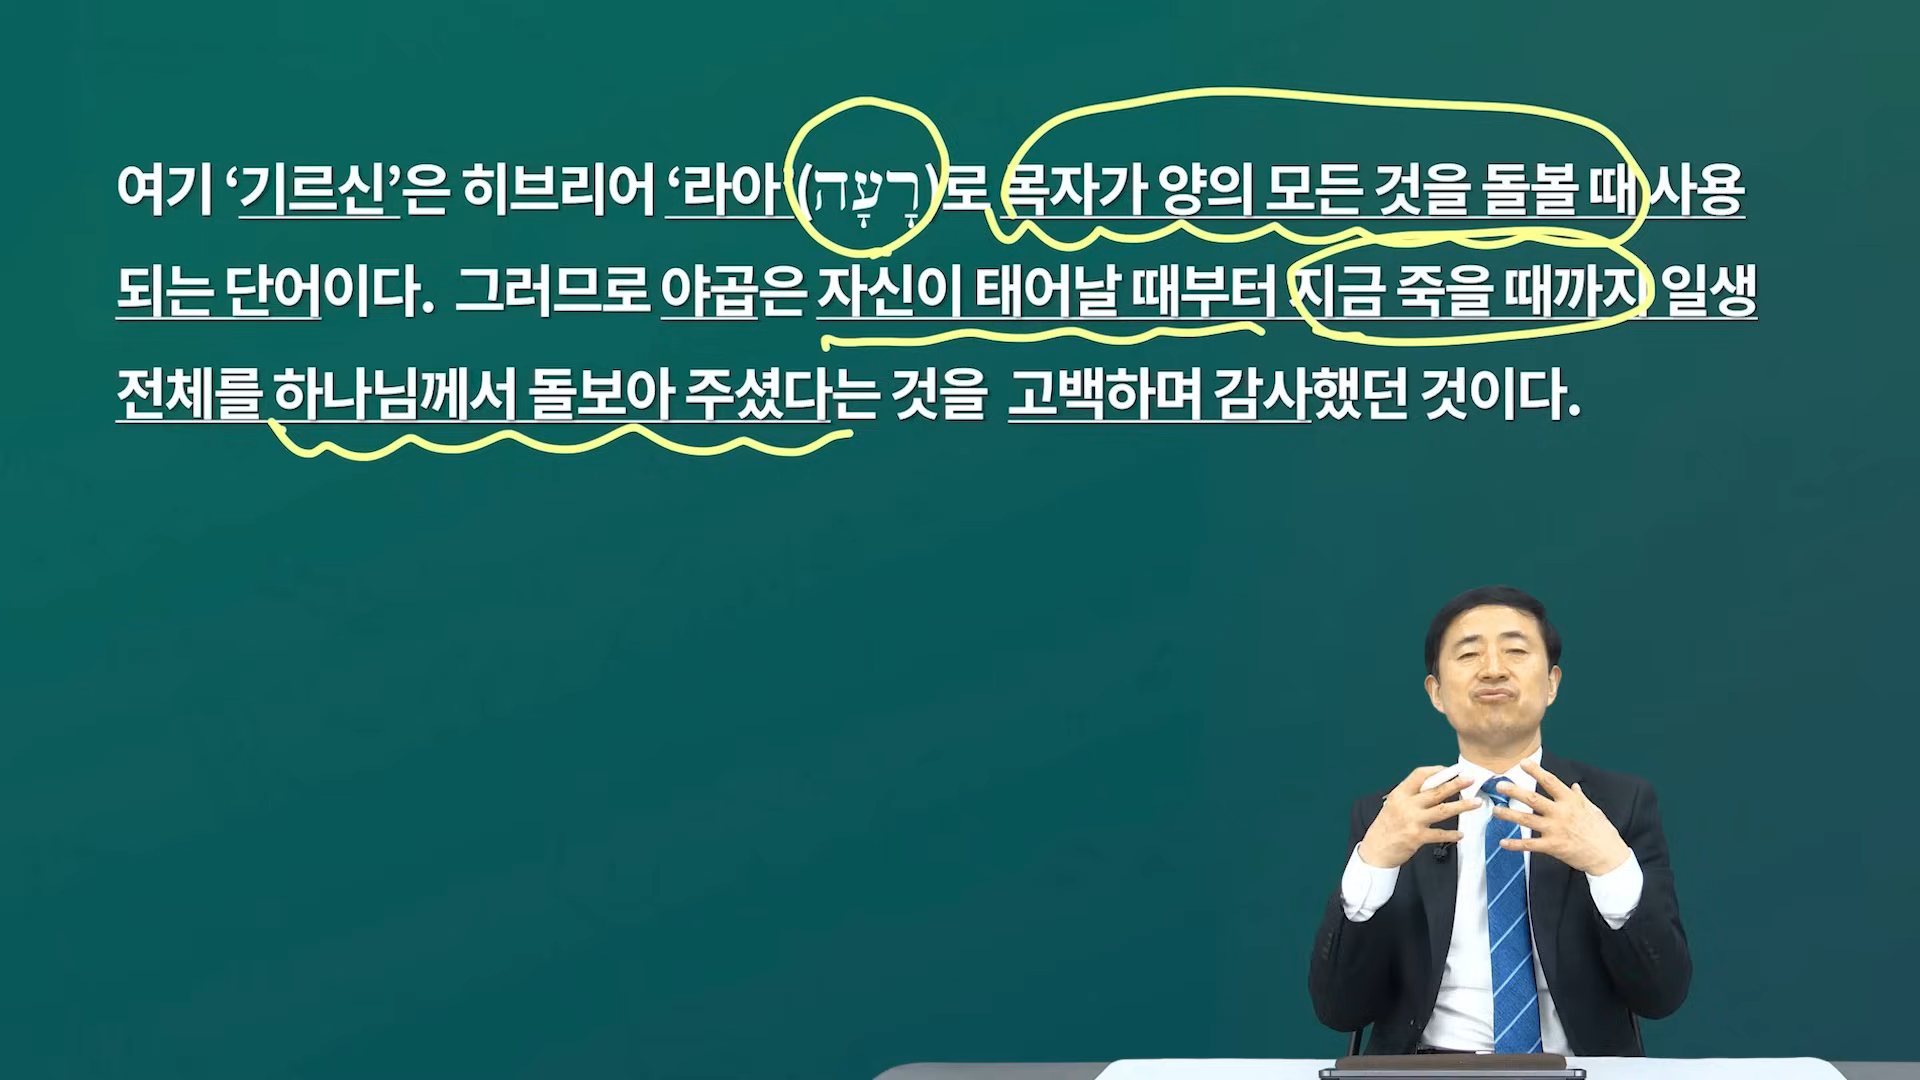 여기 ‘기르신’은 히브리어 ‘라아’(רָעָה)로 목자가 양의 모든 것을 돌볼 때 사용
되는 단어이다. 그러므로 야곱은 자신이 태어날 때부터 지금 죽을 때까지 일생
전체를 하나님께서 돌보아 주셨다는 것을 고백하며 감사했던 것이다.